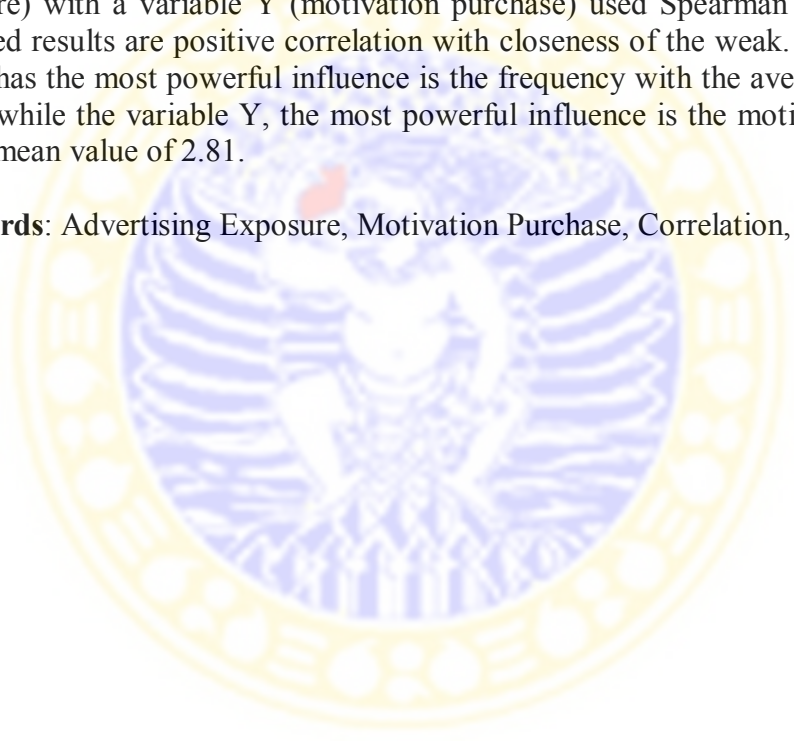 re) with a variable Y (motivation purchase) used Spearman
ed results are positive correlation with closeness of the weak.
has the most powerful influence is the frequency with the ave
while the variable Y, the most powerful influence is the moti
mean value of 2.81.
rds: Advertising Exposure, Motivation Purchase, Correlation,